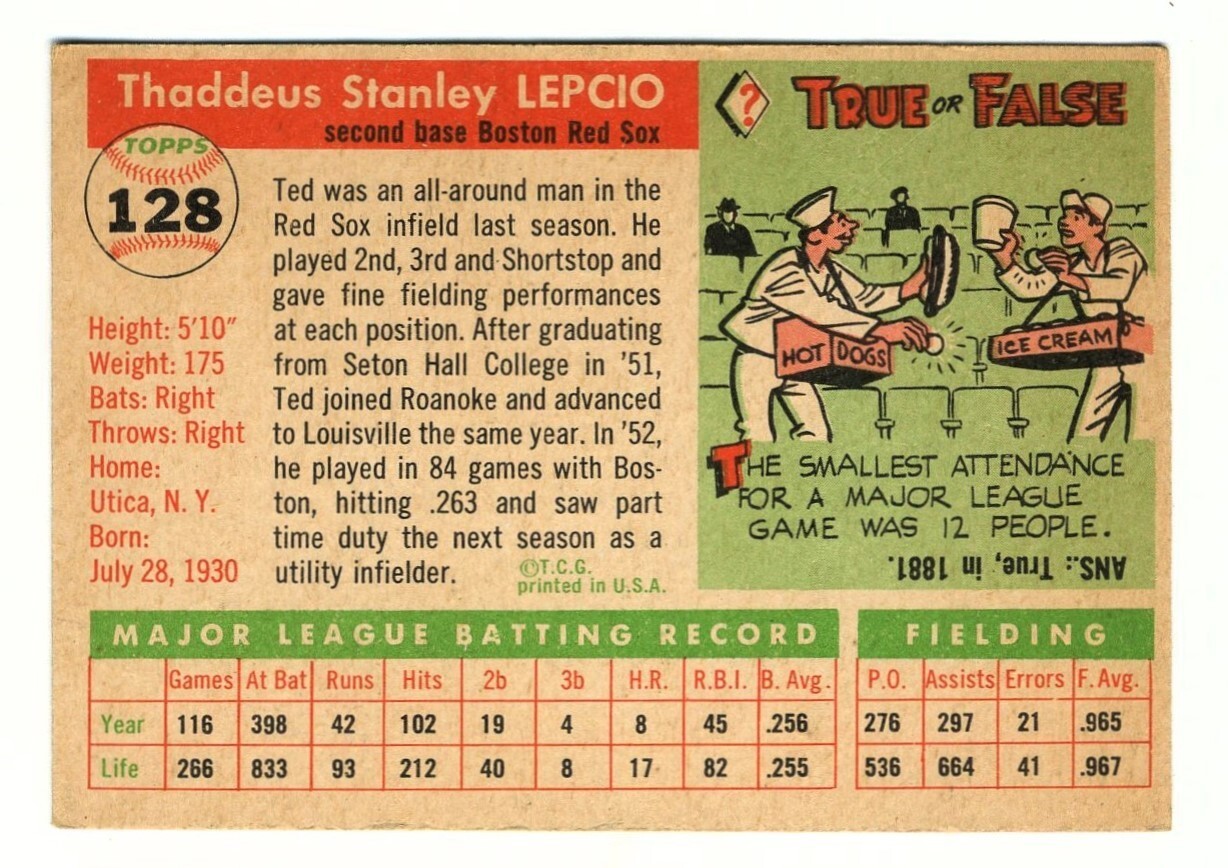 Thaddeus Stanley LEPCIO
second base Boston Red Sox
TOPPS
128
Height: 5'10"
Weight: 175
Bats: Right
Throws: Right
Home:
Utica, N. Y.
Born:
July 28, 1930
Ted was an all-around man in the
Red Sox infield last season. He
played 2nd, 3rd and Shortstop and
gave fine fielding performances
at each position. After graduating
from Seton Hall College in '51,
Ted joined Roanoke and advanced
to Louisville the same year. In '52,
he played in 84 games with Bos-
ton, hitting .263 and saw part
time duty the next season as a
utility infielder.
©T.C.G.
printed in U.S.A.
?
TRUE OR FALSE
HOT DOGS
ICE CREAM
THE SMALLEST ATTENDANCE
FOR A MAJOR LEAGUE
GAME WAS 12 PEOPLE.
ANS.: True, in 1881.
MAJOR LEAGUE BATTING RECORD
Games At Bat Runs Hits 2b 3b H.R. R.B.I. B. Avg.
Year 116 398 42 102 19 4 8 45 .256
Life 266 833 93 212 40 8 17 82 .255
FIELDING
P.O. Assists Errors F. Avg.
276 297 21 .965
536 664 41 .967